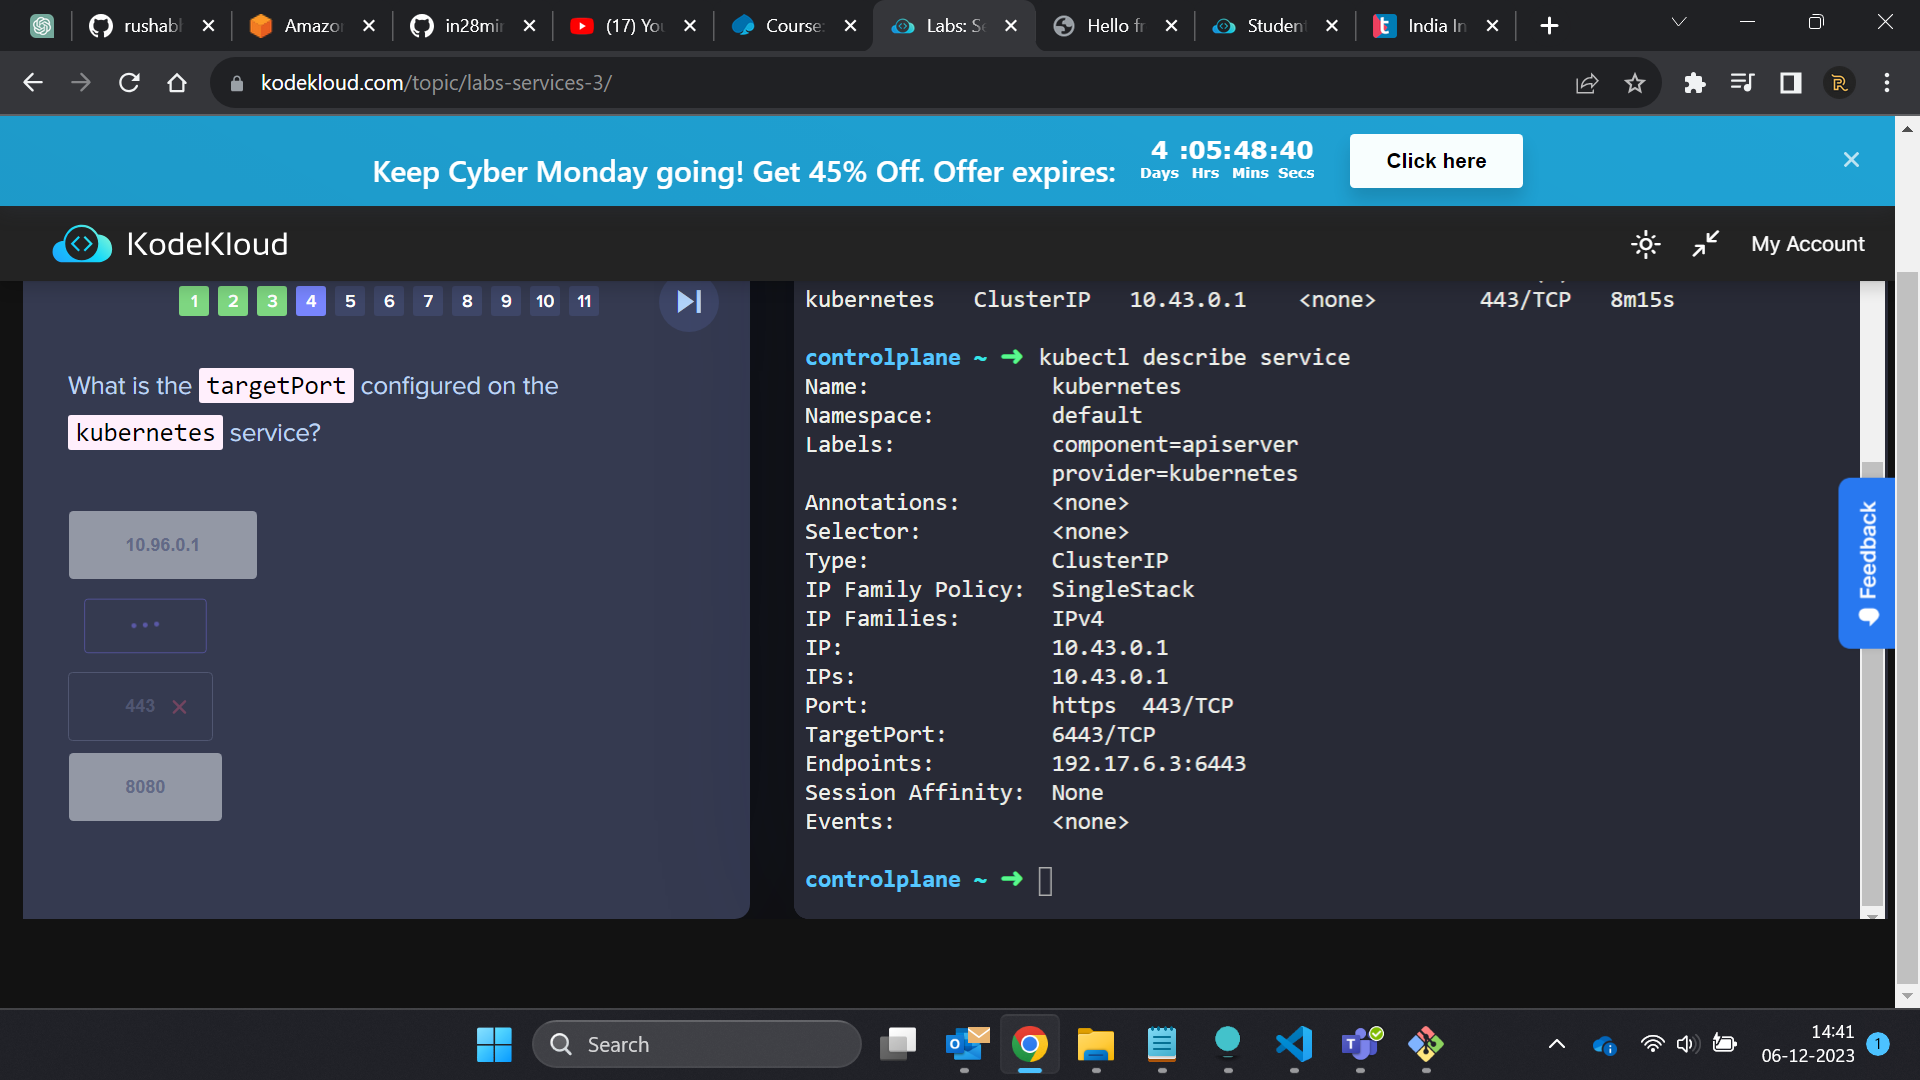 rushabh
Amazon
in28min
(17) You
Course:
Labs: Se
Hello fr
Student
India In
kodekloud.com/topic/labs-services-3/
R
Keep Cyber Monday going! Get 45% Off. Offer expires:
4 :05:48:40
Days Hrs Mins Secs
Click here
KodeKloud
My Account
1 2 3 4 5 6 7 8 9 10 11
What is the targetPort configured on the
kubernetes service?
10.96.0.1
...
443
8080
kubernetes ClusterIP 10.43.0.1 <none> 443/TCP 8m15s
controlplane ~ ➜ kubectl describe service
Name: kubernetes
Namespace: default
Labels: component=apiserver
provider=kubernetes
Annotations: <none>
Selector: <none>
Type: ClusterIP
IP Family Policy: SingleStack
IP Families: IPv4
IP: 10.43.0.1
IPs: 10.43.0.1
Port: https 443/TCP
TargetPort: 6443/TCP
Endpoints: 192.17.6.3:6443
Session Affinity: None
Events: <none>
controlplane ~ ➜
Feedback
Search
14:41
06-12-2023
1